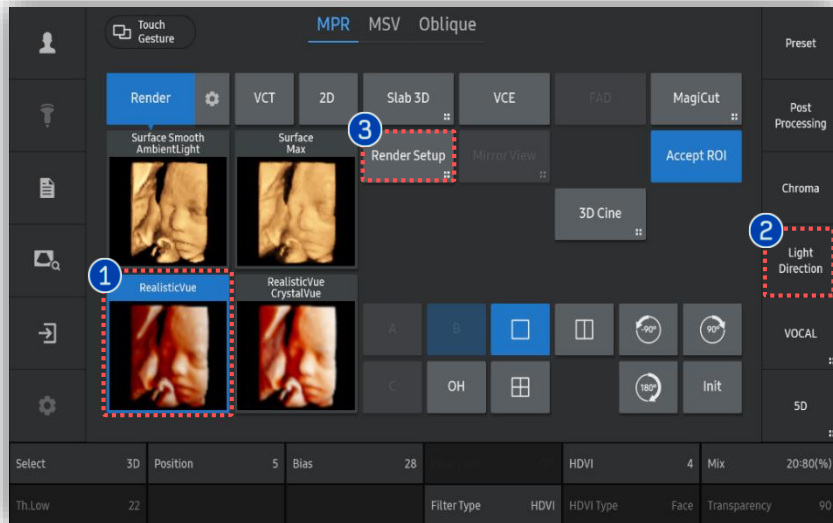 Touch
Gesture
MPR MSV Oblique
Preset
Render VCT 2D Slab 3D VCE FAD MagiCut
Post
Processing
Surface Smooth
AmbientLight
Surface
Max
3
Render Setup Mirror View Accept ROI
Chroma
3D Cine
2
Light
Direction
1
RealisticVue
RealisticVue
CrystalVue
A B -90° 90° VOCAL
C OH 180° Init
5D
Select 3D Position 5 Bias 28 HDVI 4 Mix 20:80(%)
Th.Low 22 Filter Type HDVI HDVI Type Face Transparency 90